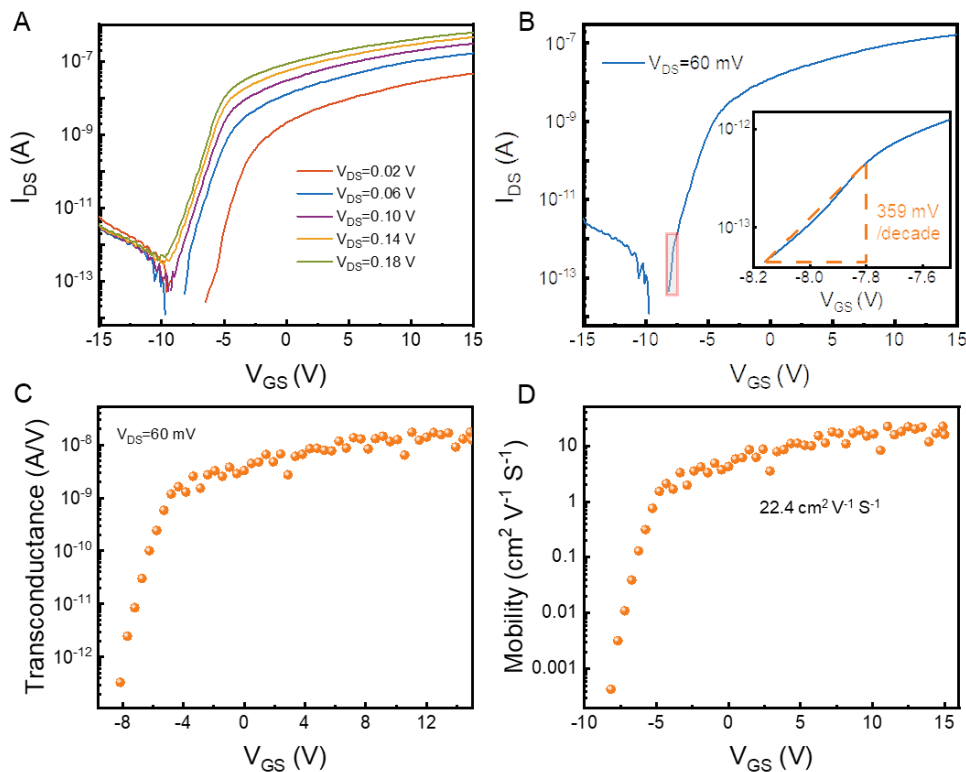 A
I_DS (A)
10⁻⁷
10⁻⁹
10⁻¹¹
10⁻¹³
V_DS=0.02 V
V_DS=0.06 V
V_DS=0.10 V
V_DS=0.14 V
V_DS=0.18 V
-15 -10 -5 0 5 10 15
V_GS (V)
B
I_DS (A)
10⁻⁷
10⁻⁹
10⁻¹¹
10⁻¹³
V_DS=60 mV
10⁻¹²
10⁻¹³
359 mV
/decade
-8.2 -8.0 -7.8 -7.6
V_GS (V)
-15 -10 -5 0 5 10 15
V_GS (V)
C
Transconductance (A/V)
V_DS=60 mV
10⁻⁸
10⁻⁹
10⁻¹⁰
10⁻¹¹
10⁻¹²
-8 -4 0 4 8 12
V_GS (V)
D
Mobility (cm² V⁻¹ S⁻¹)
10
1
0.1
0.01
0.001
22.4 cm² V⁻¹ S⁻¹
-10 -5 0 5 10 15
V_GS (V)